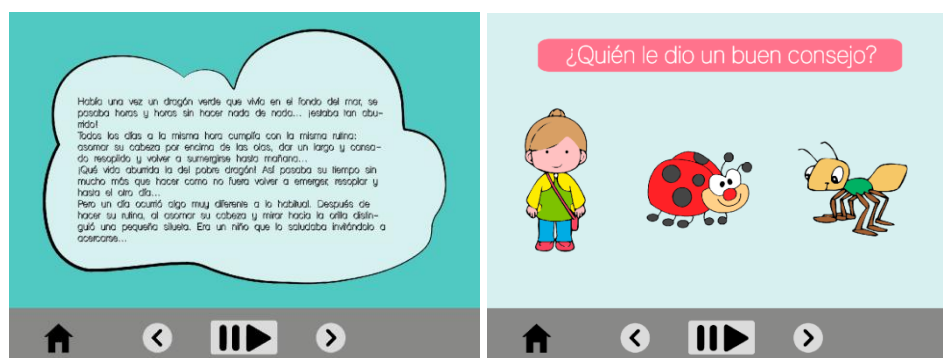 Había una vez un dragón verde que vivía en el fondo del mar, se
pasaba horas y horas sin hacer nada de nada... ¡estaba tan abu-
rrido!
Todos los días a la misma hora cumplía con la misma rutina:
asomar su cabeza por encima de las olas, dar un largo y cansa-
do resoplido y volver a sumergirse hasta mañana...
¡Qué vida aburrida la del pobre dragón! Así pasaba su tiempo sin
mucho más que hacer como no fuera volver a emerger, resoplar y
hasta el otro día...
Pero un día ocurrió algo muy diferente a lo habitual. Después de
hacer su rutina, al asomar su cabeza y mirar hacia la orilla distin-
guió una pequeña silueta. Era un niño que lo saludaba invitándolo a
acercarse...
¿Quién le dio un buen consejo?